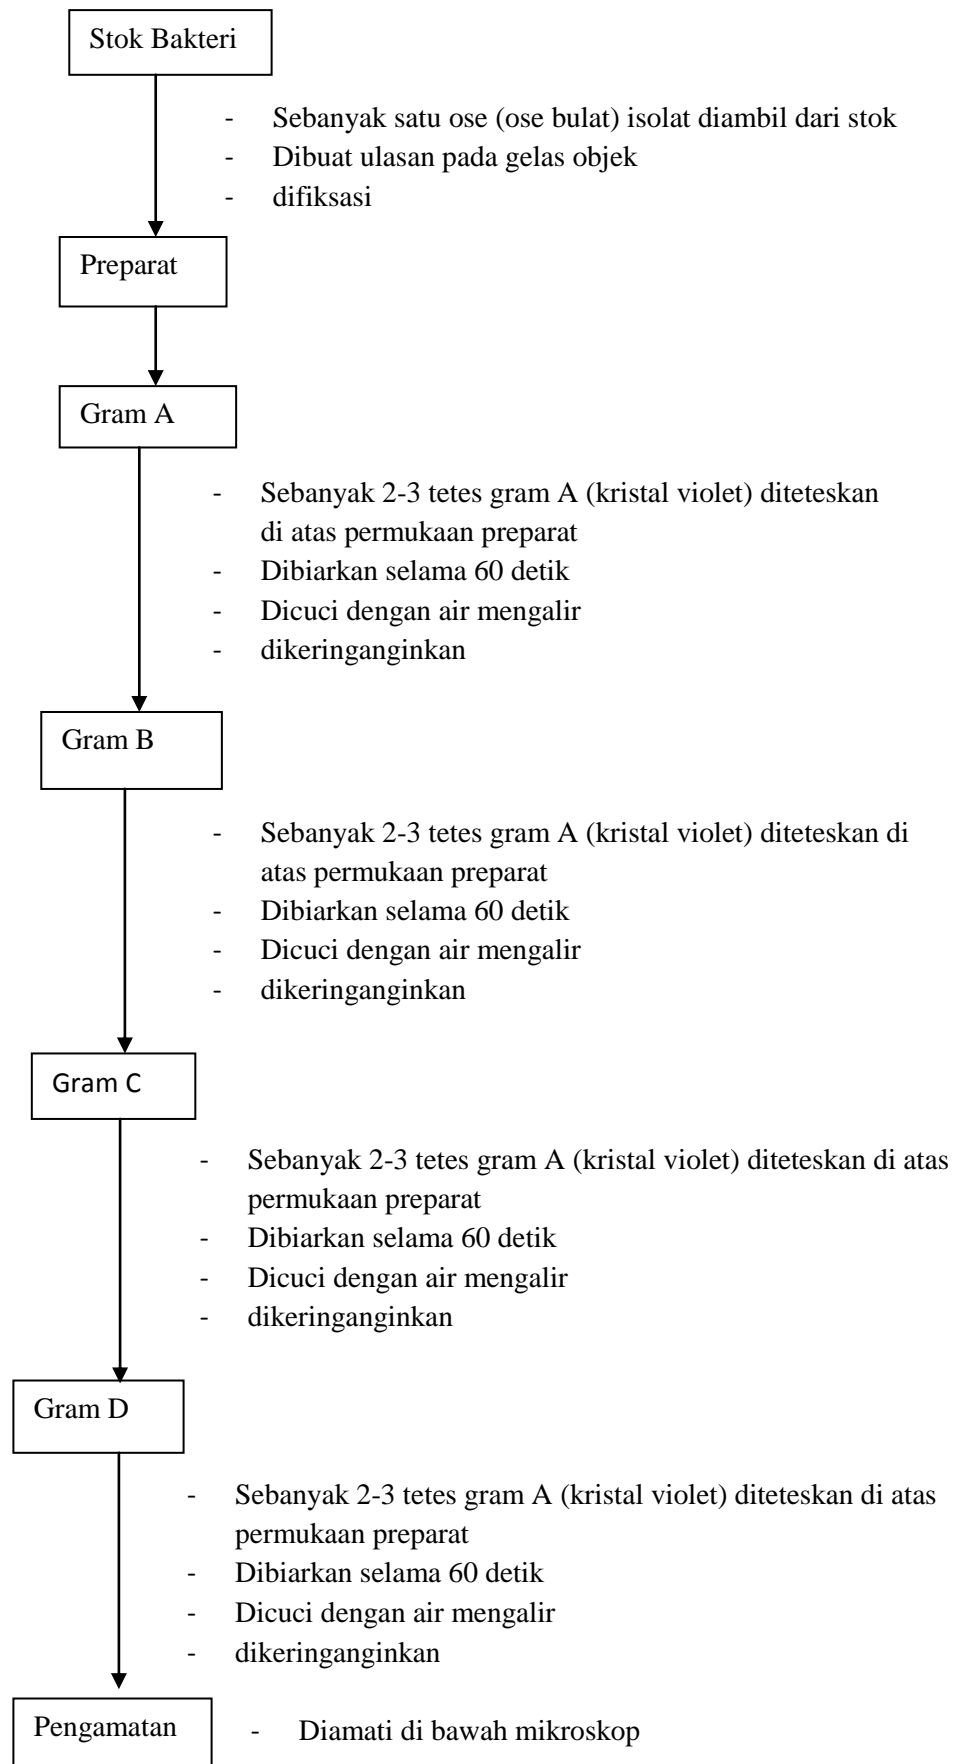 Stok Bakteri
- Sebanyak satu ose (ose bulat) isolat diambil dari stok
- Dibuat ulasan pada gelas objek
- difiksasi
Preparat
Gram A
- Sebanyak 2-3 tetes gram A (kristal violet) diteteskan
di atas permukaan preparat
- Dibiarkan selama 60 detik
- Dicuci dengan air mengalir
- dikeringanginkan
Gram B
- Sebanyak 2-3 tetes gram A (kristal violet) diteteskan di
atas permukaan preparat
- Dibiarkan selama 60 detik
- Dicuci dengan air mengalir
- dikeringanginkan
Gram C
- Sebanyak 2-3 tetes gram A (kristal violet) diteteskan di atas
permukaan preparat
- Dibiarkan selama 60 detik
- Dicuci dengan air mengalir
- dikeringanginkan
Gram D
- Sebanyak 2-3 tetes gram A (kristal violet) diteteskan di atas
permukaan preparat
- Dibiarkan selama 60 detik
- Dicuci dengan air mengalir
- dikeringanginkan
Pengamatan - Diamati di bawah mikroskop